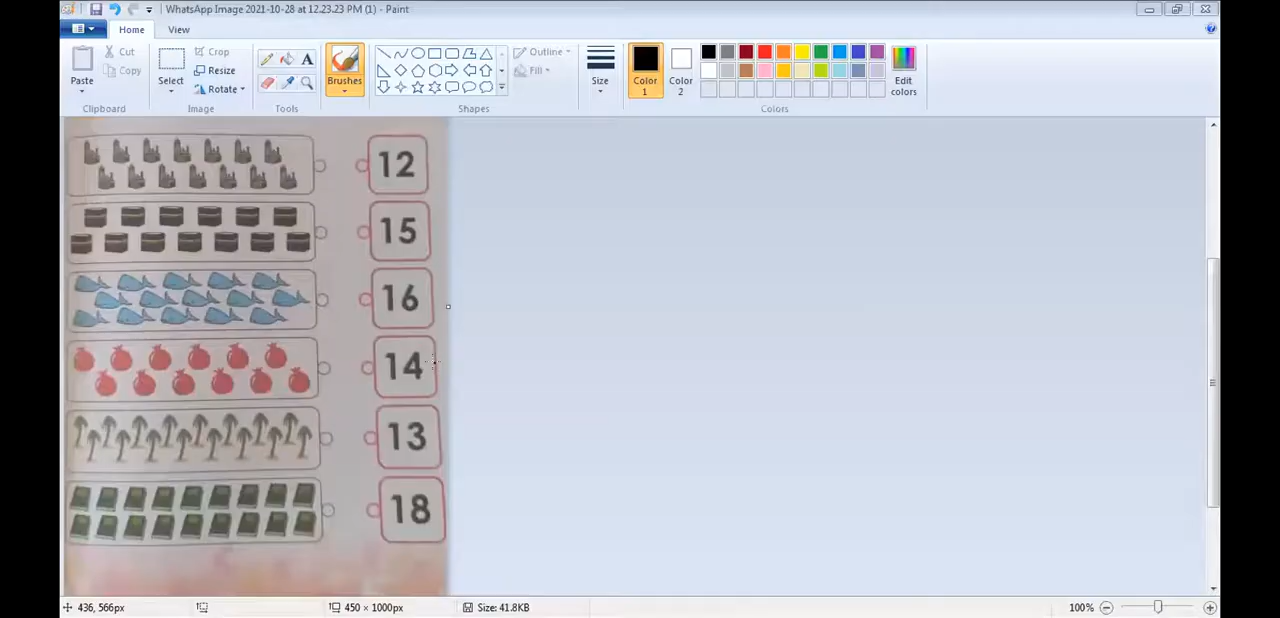 WhatsApp Image 2021-10-28 at 12.23.23 PM (1) - Paint
Home View
Paste
Cut
Copy
Clipboard
Select
Crop
Resize
Rotate
Image
A
Tools
Brushes
Outline
Fill
Shapes
Size
Color 1
Color 2
Edit colors
Colors
12
15
16
14
13
18
436, 566px
450 × 1000px
Size: 41.8KB
100%